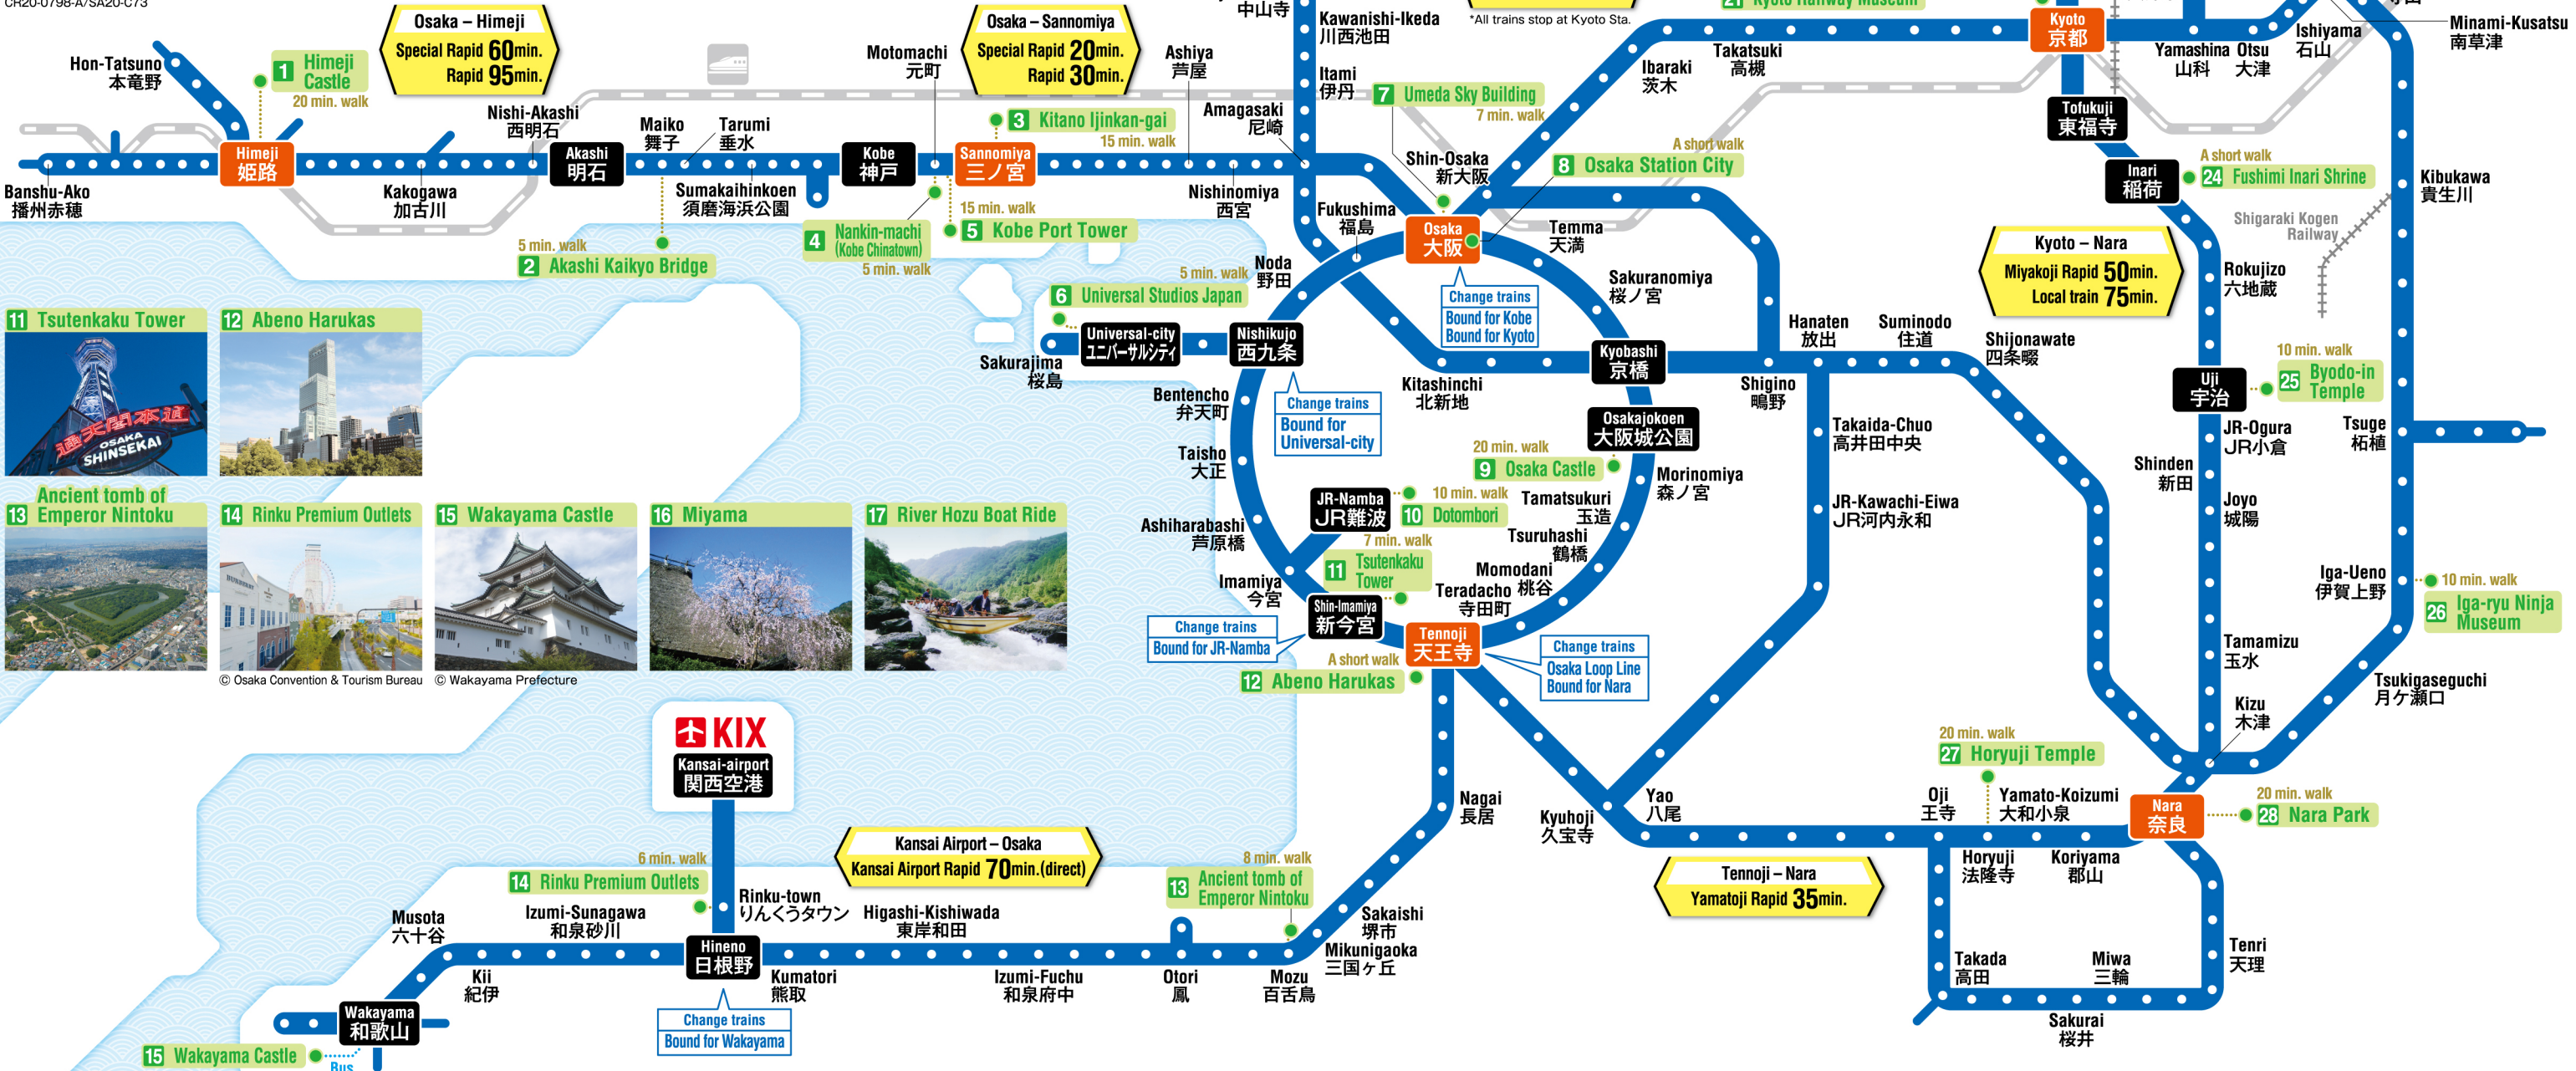 CR20-0798-A/SA20-C73
Osaka – Himeji
Special Rapid 60min.
Rapid 95min.
Osaka – Sannomiya
Special Rapid 20min.
Rapid 30min.
中山寺
Kawanishi-Ikeda
川西池田
*All trains stop at Kyoto Sta.
21 Kyoto Railway Museum
Kyoto
京都
Minami-Kusatsu
南草津
Ishiyama
石山
Yamashina
山科
Otsu
大津
Takatsuki
高槻
Ibaraki
茨木
Hon-Tatsuno
本竜野
1 Himeji
Castle
20 min. walk
Motomachi
元町
Ashiya
芦屋
Itami
伊丹
7 Umeda Sky Building
7 min. walk
Nishi-Akashi
西明石
Maiko
舞子
Tarumi
垂水
3 Kitano Ijinkan-gai
15 min. walk
Amagasaki
尼崎
Tofukuji
東福寺
Himeji
姫路
Akashi
明石
Kobe
神戸
Sannomiya
三ノ宮
Shin-Osaka
新大阪
A short walk
8 Osaka Station City
Inari
稲荷
A short walk
24 Fushimi Inari Shrine
Kibukawa
貴生川
Banshu-Ako
播州赤穂
Kakogawa
加古川
Sumakaihinkoen
須磨海浜公園
Nishinomiya
西宮
Fukushima
福島
Shigaraki Kogen
Railway
4 Nankin-machi
(Kobe Chinatown)
5 min. walk
15 min. walk
5 Kobe Port Tower
Osaka
大阪
Temma
天満
5 min. walk
2 Akashi Kaikyo Bridge
Noda
野田
5 min. walk
6 Universal Studios Japan
Sakuranomiya
桜ノ宮
Kyoto – Nara
Miyakoji Rapid 50min.
Local train 75min.
Rokujizo
六地蔵
Change trains
Bound for Kobe
Bound for Kyoto
11 Tsutenkaku Tower
12 Abeno Harukas
通天閣本通
OSAKA
SHINSEKAI
Universal-city
ユニバーサルシティ
Nishikujo
西九条
Sakurajima
桜島
Kyobashi
京橋
Hanaten
放出
Suminodo
住道
Shijonawate
四条畷
Kitashinchi
北新地
Shigino
鴫野
Uji
宇治
10 min. walk
25 Byodo-in
Temple
Bentencho
弁天町
Change trains
Bound for
Universal-city
Osakajokoen
大阪城公園
Takaida-Chuo
高井田中央
JR-Ogura
JR小倉
Tsuge
柘植
Taisho
大正
20 min. walk
9 Osaka Castle
Morinomiya
森ノ宮
Shinden
新田
13 Ancient tomb of
Emperor Nintoku
14 Rinku Premium Outlets
15 Wakayama Castle
16 Miyama
17 River Hozu Boat Ride
JR-Namba
JR難波
10 min. walk
10 Dotombori
Tamatsukuri
玉造
JR-Kawachi-Eiwa
JR河内永和
Joyo
城陽
Ashiharabashi
芦原橋
7 min. walk
11 Tsutenkaku
Tower
Tsuruhashi
鶴橋
Imamiya
今宮
Momodani
桃谷
Teradacho
寺田町
Iga-Ueno
伊賀上野
10 min. walk
26 Iga-ryu Ninja
Museum
Change trains
Bound for JR-Namba
Shin-Imamiya
新今宮
Tennoji
天王寺
Change trains
Osaka Loop Line
Bound for Nara
Tamamizu
玉水
A short walk
12 Abeno Harukas
Tsukigaseguchi
月ケ瀬口
© Osaka Convention & Tourism Bureau
© Wakayama Prefecture
KIX
Kansai-airport
関西空港
Kizu
木津
20 min. walk
27 Horyuji Temple
Nagai
長居
Kyuhoji
久宝寺
Yao
八尾
Oji
王寺
Yamato-Koizumi
大和小泉
Nara
奈良
20 min. walk
28 Nara Park
Kansai Airport – Osaka
Kansai Airport Rapid 70min.(direct)
6 min. walk
14 Rinku Premium Outlets
8 min. walk
13 Ancient tomb of
Emperor Nintoku
Tennoji – Nara
Yamatoji Rapid 35min.
Horyuji
法隆寺
Koriyama
郡山
Rinku-town
りんくうタウン
Musota
六十谷
Izumi-Sunagawa
和泉砂川
Higashi-Kishiwada
東岸和田
Sakaishi
堺市
Mikunigaoka
三国ヶ丘
Hineno
日根野
Kii
紀伊
Kumatori
熊取
Izumi-Fuchu
和泉府中
Otori
鳳
Mozu
百舌鳥
Takada
高田
Miwa
三輪
Tenri
天理
Sakurai
桜井
Wakayama
和歌山
Change trains
Bound for Wakayama
15 Wakayama Castle
Bus